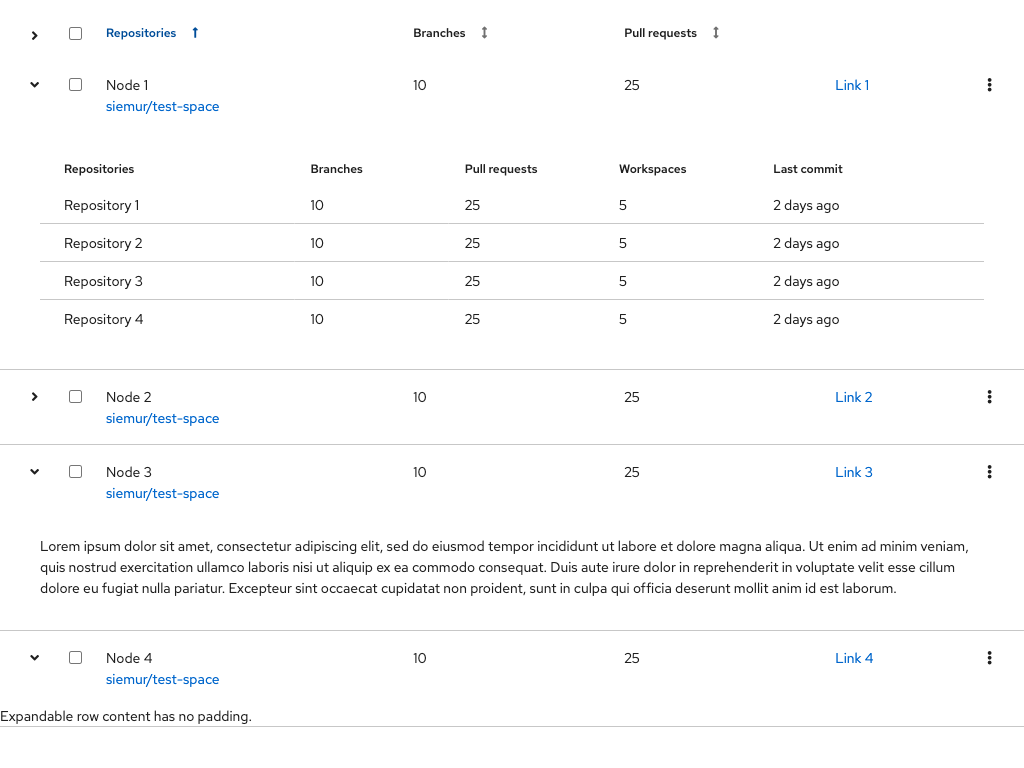 Repositories Branches Pull requests
Node 1 10 25 Link 1
siemur/test-space
Repositories Branches Pull requests Workspaces Last commit
Repository 1 10 25 5 2 days ago
Repository 2 10 25 5 2 days ago
Repository 3 10 25 5 2 days ago
Repository 4 10 25 5 2 days ago
Node 2 10 25 Link 2
siemur/test-space
Node 3 10 25 Link 3
siemur/test-space
Lorem ipsum dolor sit amet, consectetur adipiscing elit, sed do eiusmod tempor incididunt ut labore et dolore magna aliqua. Ut enim ad minim veniam,
quis nostrud exercitation ullamco laboris nisi ut aliquip ex ea commodo consequat. Duis aute irure dolor in reprehenderit in voluptate velit esse cillum
dolore eu fugiat nulla pariatur. Excepteur sint occaecat cupidatat non proident, sunt in culpa qui officia deserunt mollit anim id est laborum.
Node 4 10 25 Link 4
siemur/test-space
Expandable row content has no padding.